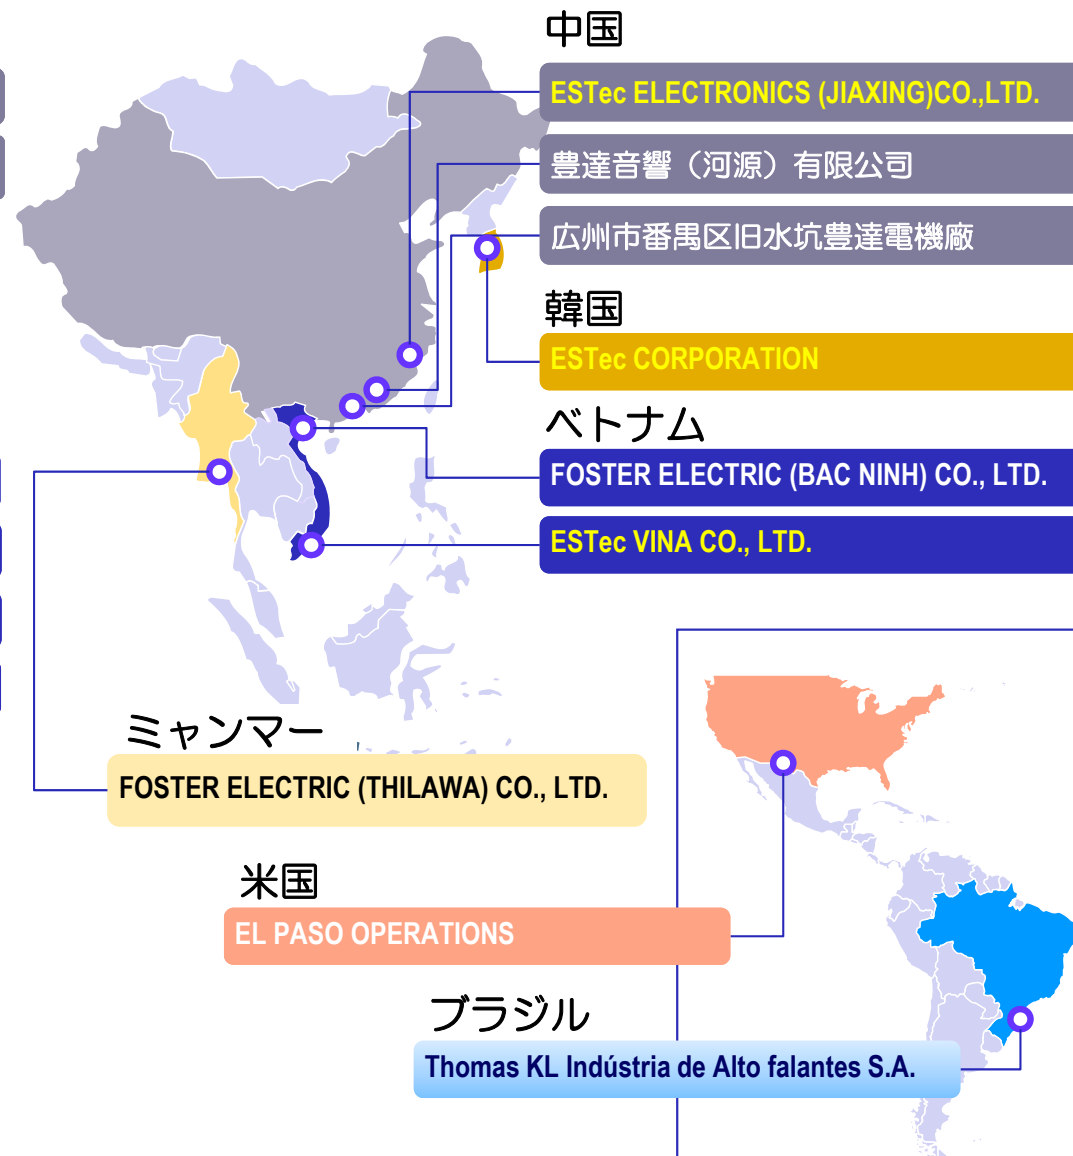 中国
ESTec ELECTRONICS (JIAXING)CO.,LTD.
豊達音響（河源）有限公司
広州市番禺区旧水坑豊達電機廠
韓国
ESTec CORPORATION
ベトナム
FOSTER ELECTRIC (BAC NINH) CO., LTD.
ESTec VINA CO., LTD.
ミャンマー
FOSTER ELECTRIC (THILAWA) CO., LTD.
米国
EL PASO OPERATIONS
ブラジル
Thomas KL Indústria de Alto falantes S.A.